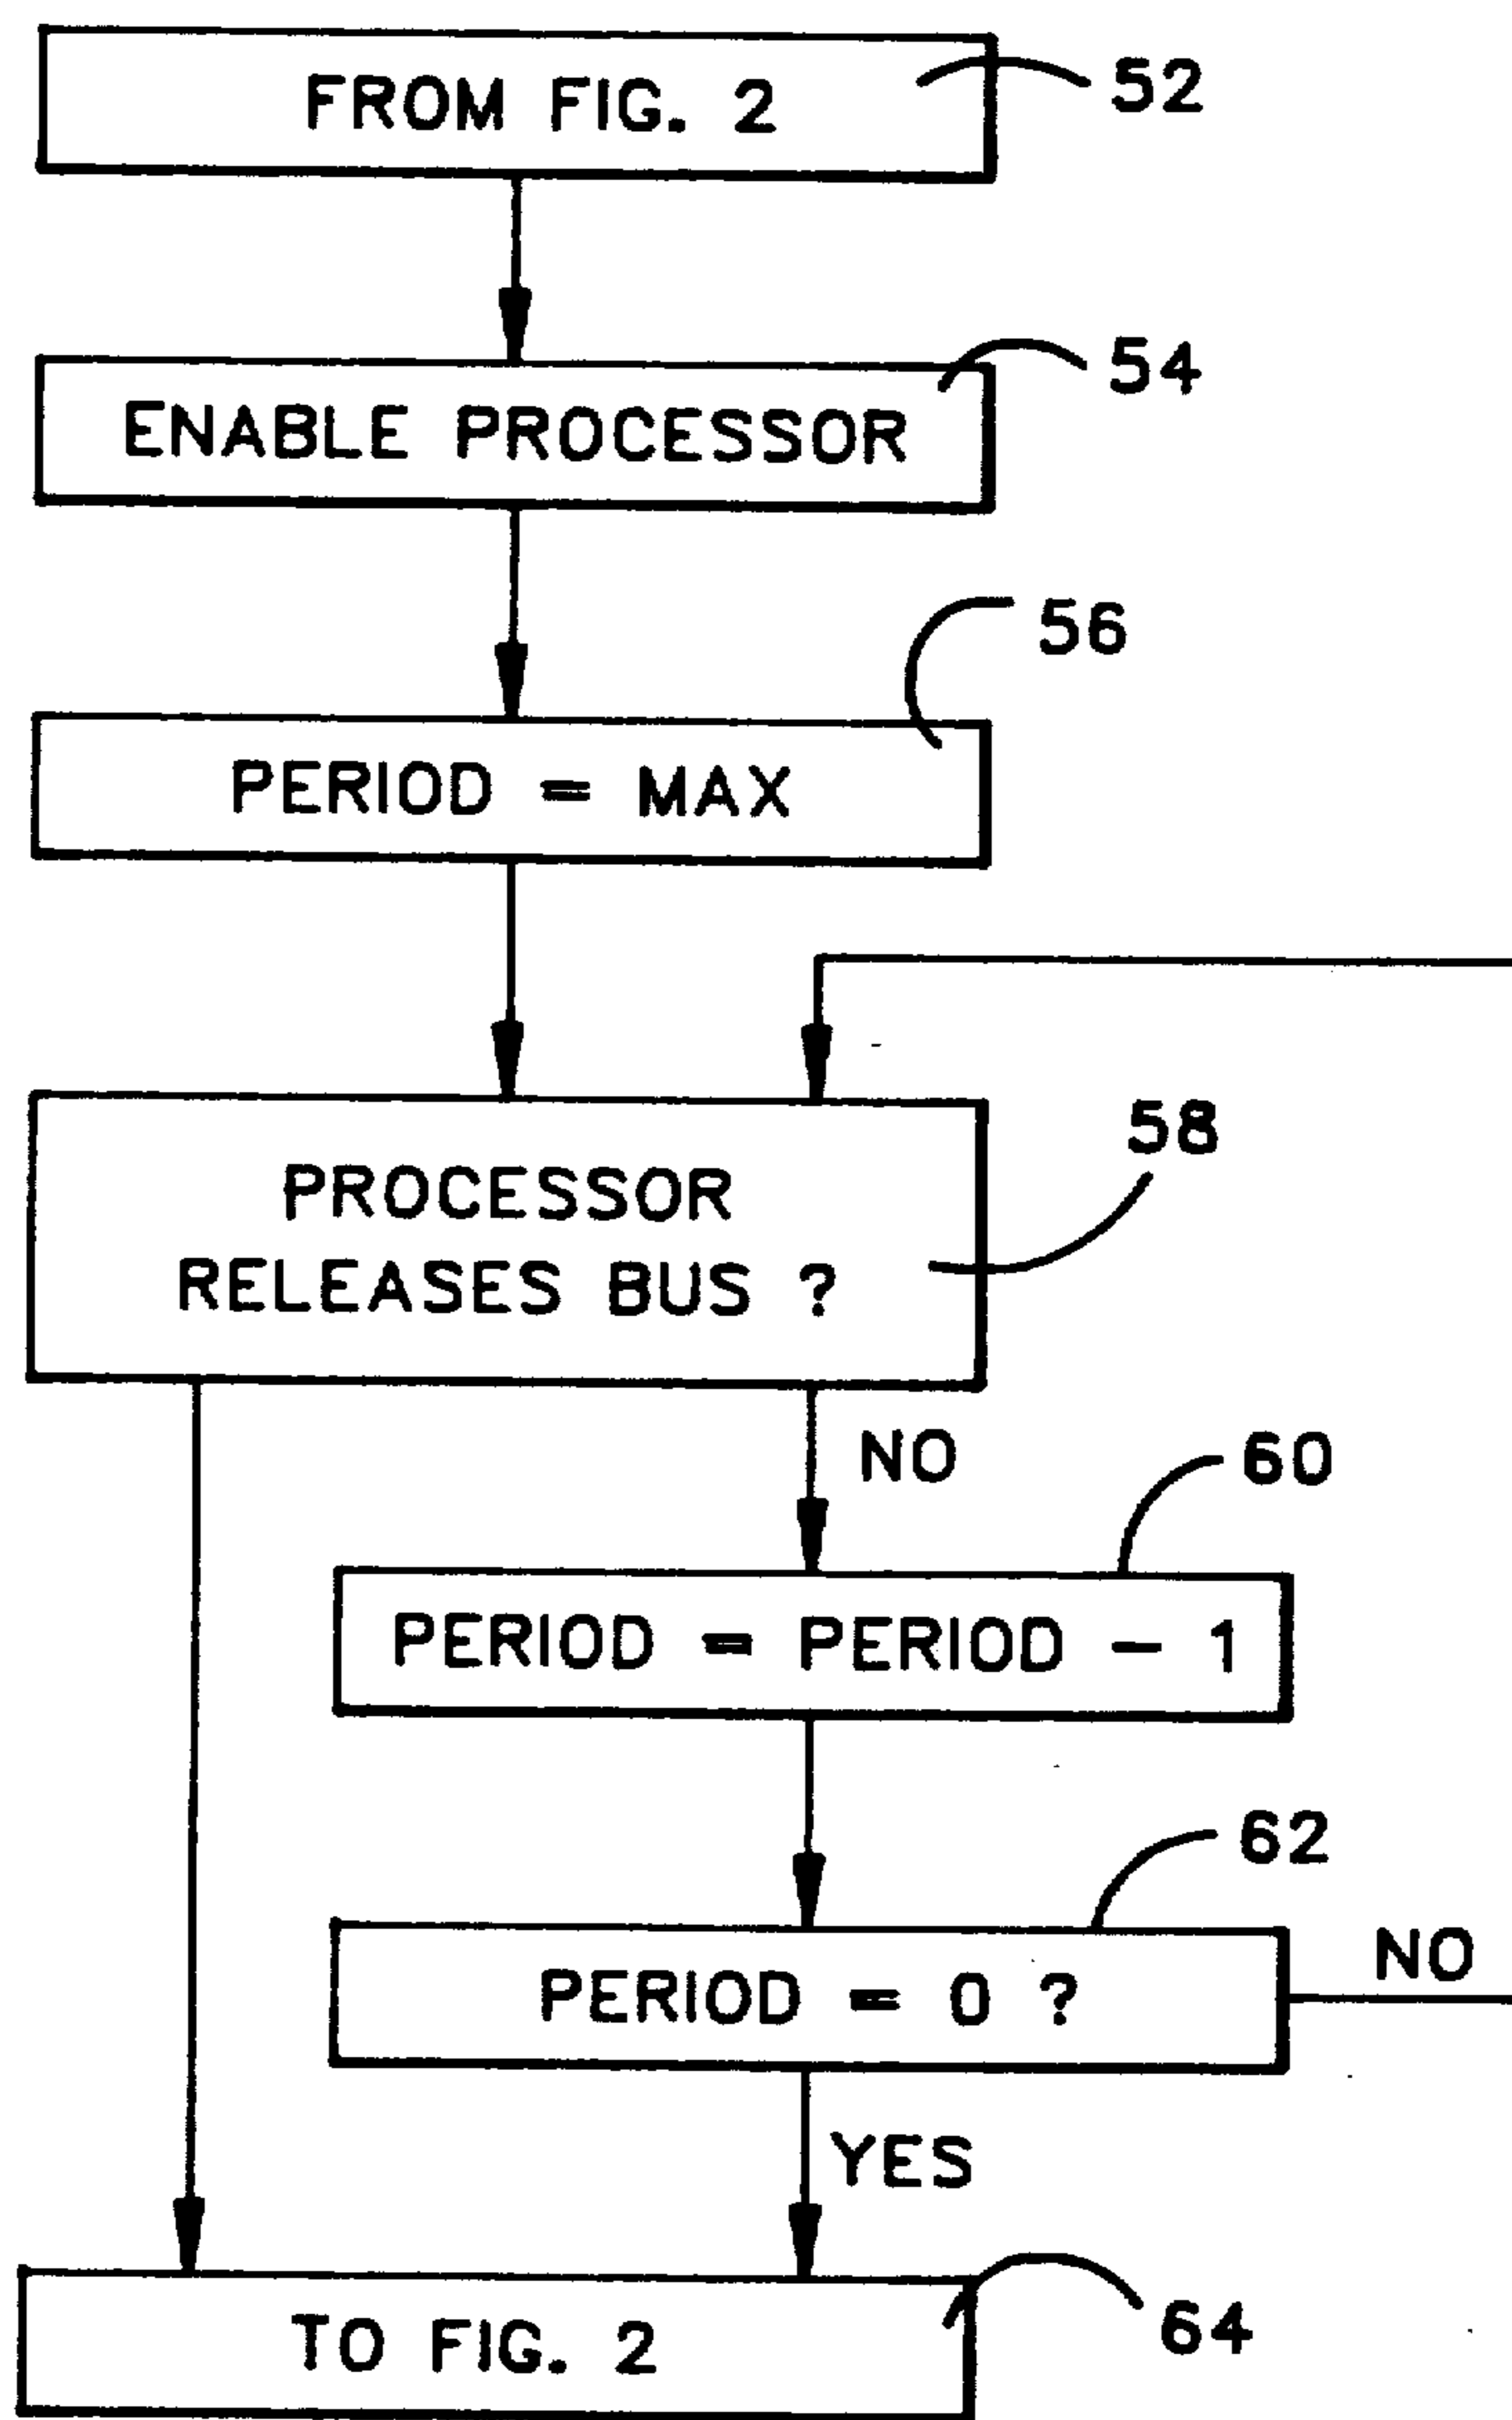 FROM FIG. 2
52
54
ENABLE PROCESSOR
56
PERIOD = MAX
58
PROCESSOR
RELEASES BUS ?
NO
60
PERIOD = PERIOD - 1
62
NO
PERIOD = 0 ?
YES
64
TO FIG. 2